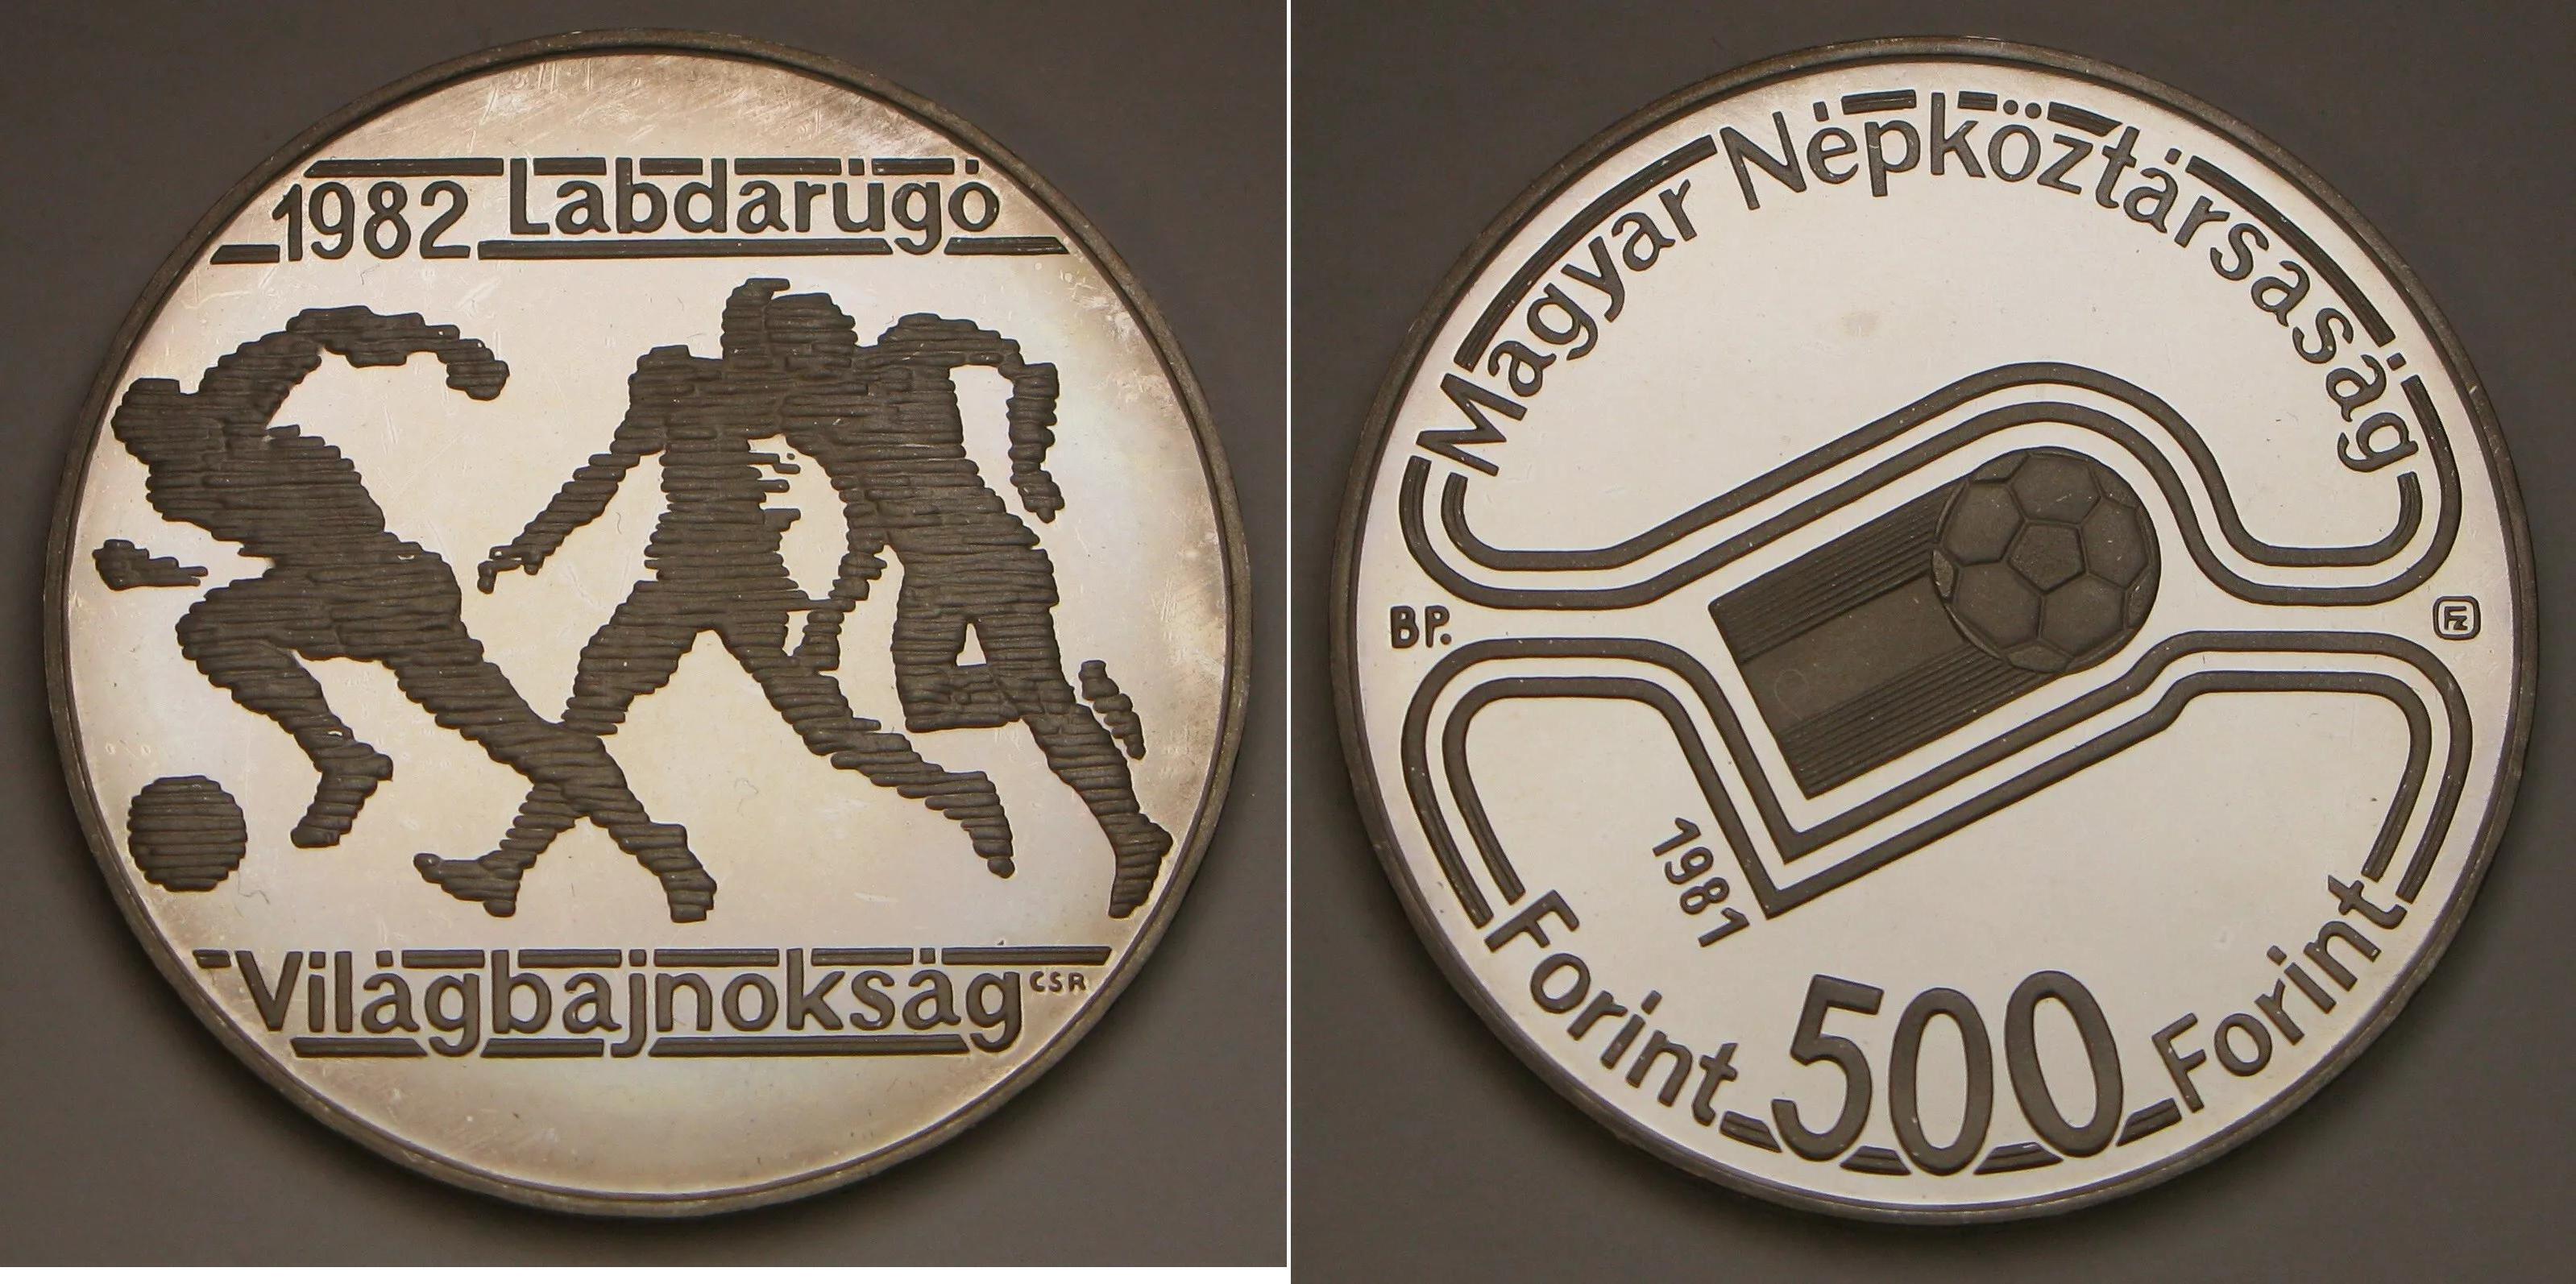 1982 Labdarúgó
Világbajnokság CSR
Magyar Népköztársaság
BP.
1981
Forint 500 Forint